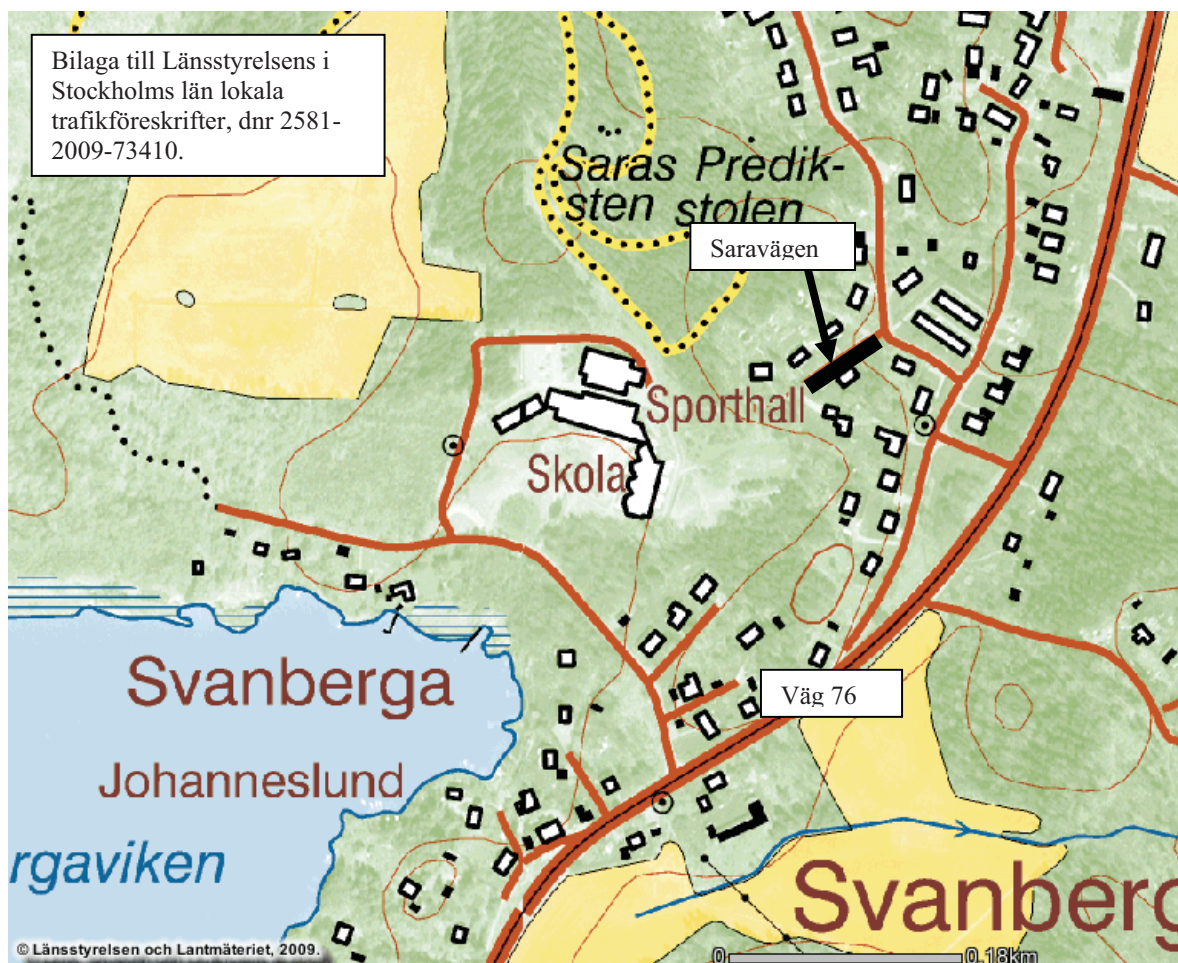 Bilaga till Länsstyrelsens i
Stockholms län lokala
trafikföreskrifter, dnr 2581-
2009-73410.
Saras Predik-
sten stolen
Saravägen
Sporthall
Skola
Svanberga
Väg 76
Johanneslund
rgaviken
Svanberg
© Länsstyrelsen och Lantmäteriet, 2009.
0 0.18km